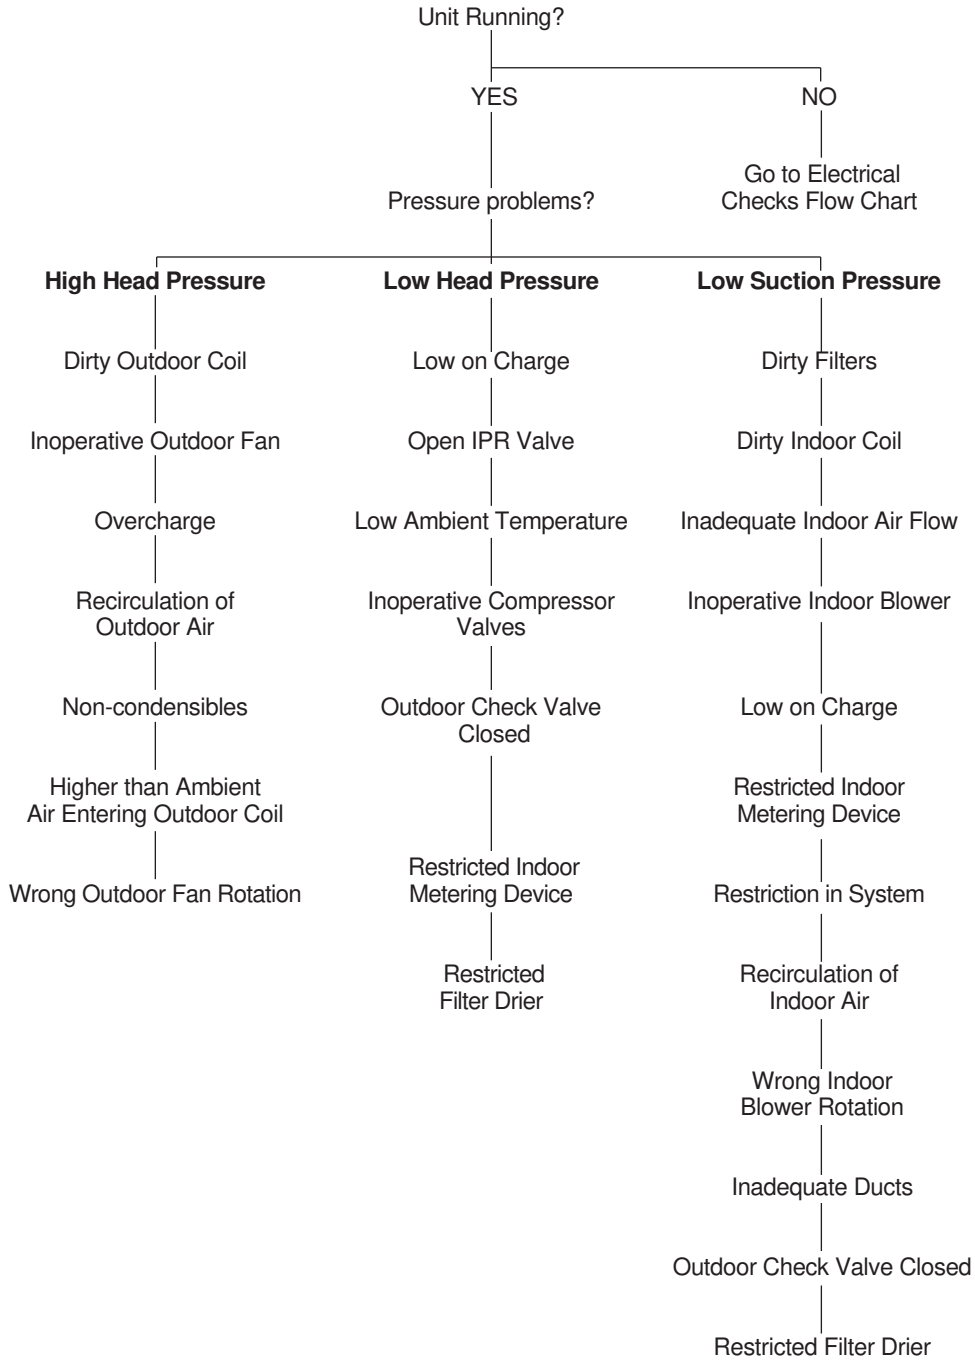 Unit Running?
YES
NO
Go to Electrical
Checks Flow Chart
Pressure problems?
High Head Pressure
Low Head Pressure
Low Suction Pressure
Dirty Outdoor Coil
Low on Charge
Dirty Filters
Inoperative Outdoor Fan
Open IPR Valve
Dirty Indoor Coil
Overcharge
Low Ambient Temperature
Inadequate Indoor Air Flow
Recirculation of
Outdoor Air
Inoperative Compressor
Valves
Inoperative Indoor Blower
Non-condensibles
Outdoor Check Valve
Closed
Low on Charge
Higher than Ambient
Air Entering Outdoor Coil
Restricted Indoor
Metering Device
Wrong Outdoor Fan Rotation
Restricted Indoor
Metering Device
Restriction in System
Restricted
Filter Drier
Recirculation of
Indoor Air
Wrong Indoor
Blower Rotation
Inadequate Ducts
Outdoor Check Valve Closed
Restricted Filter Drier